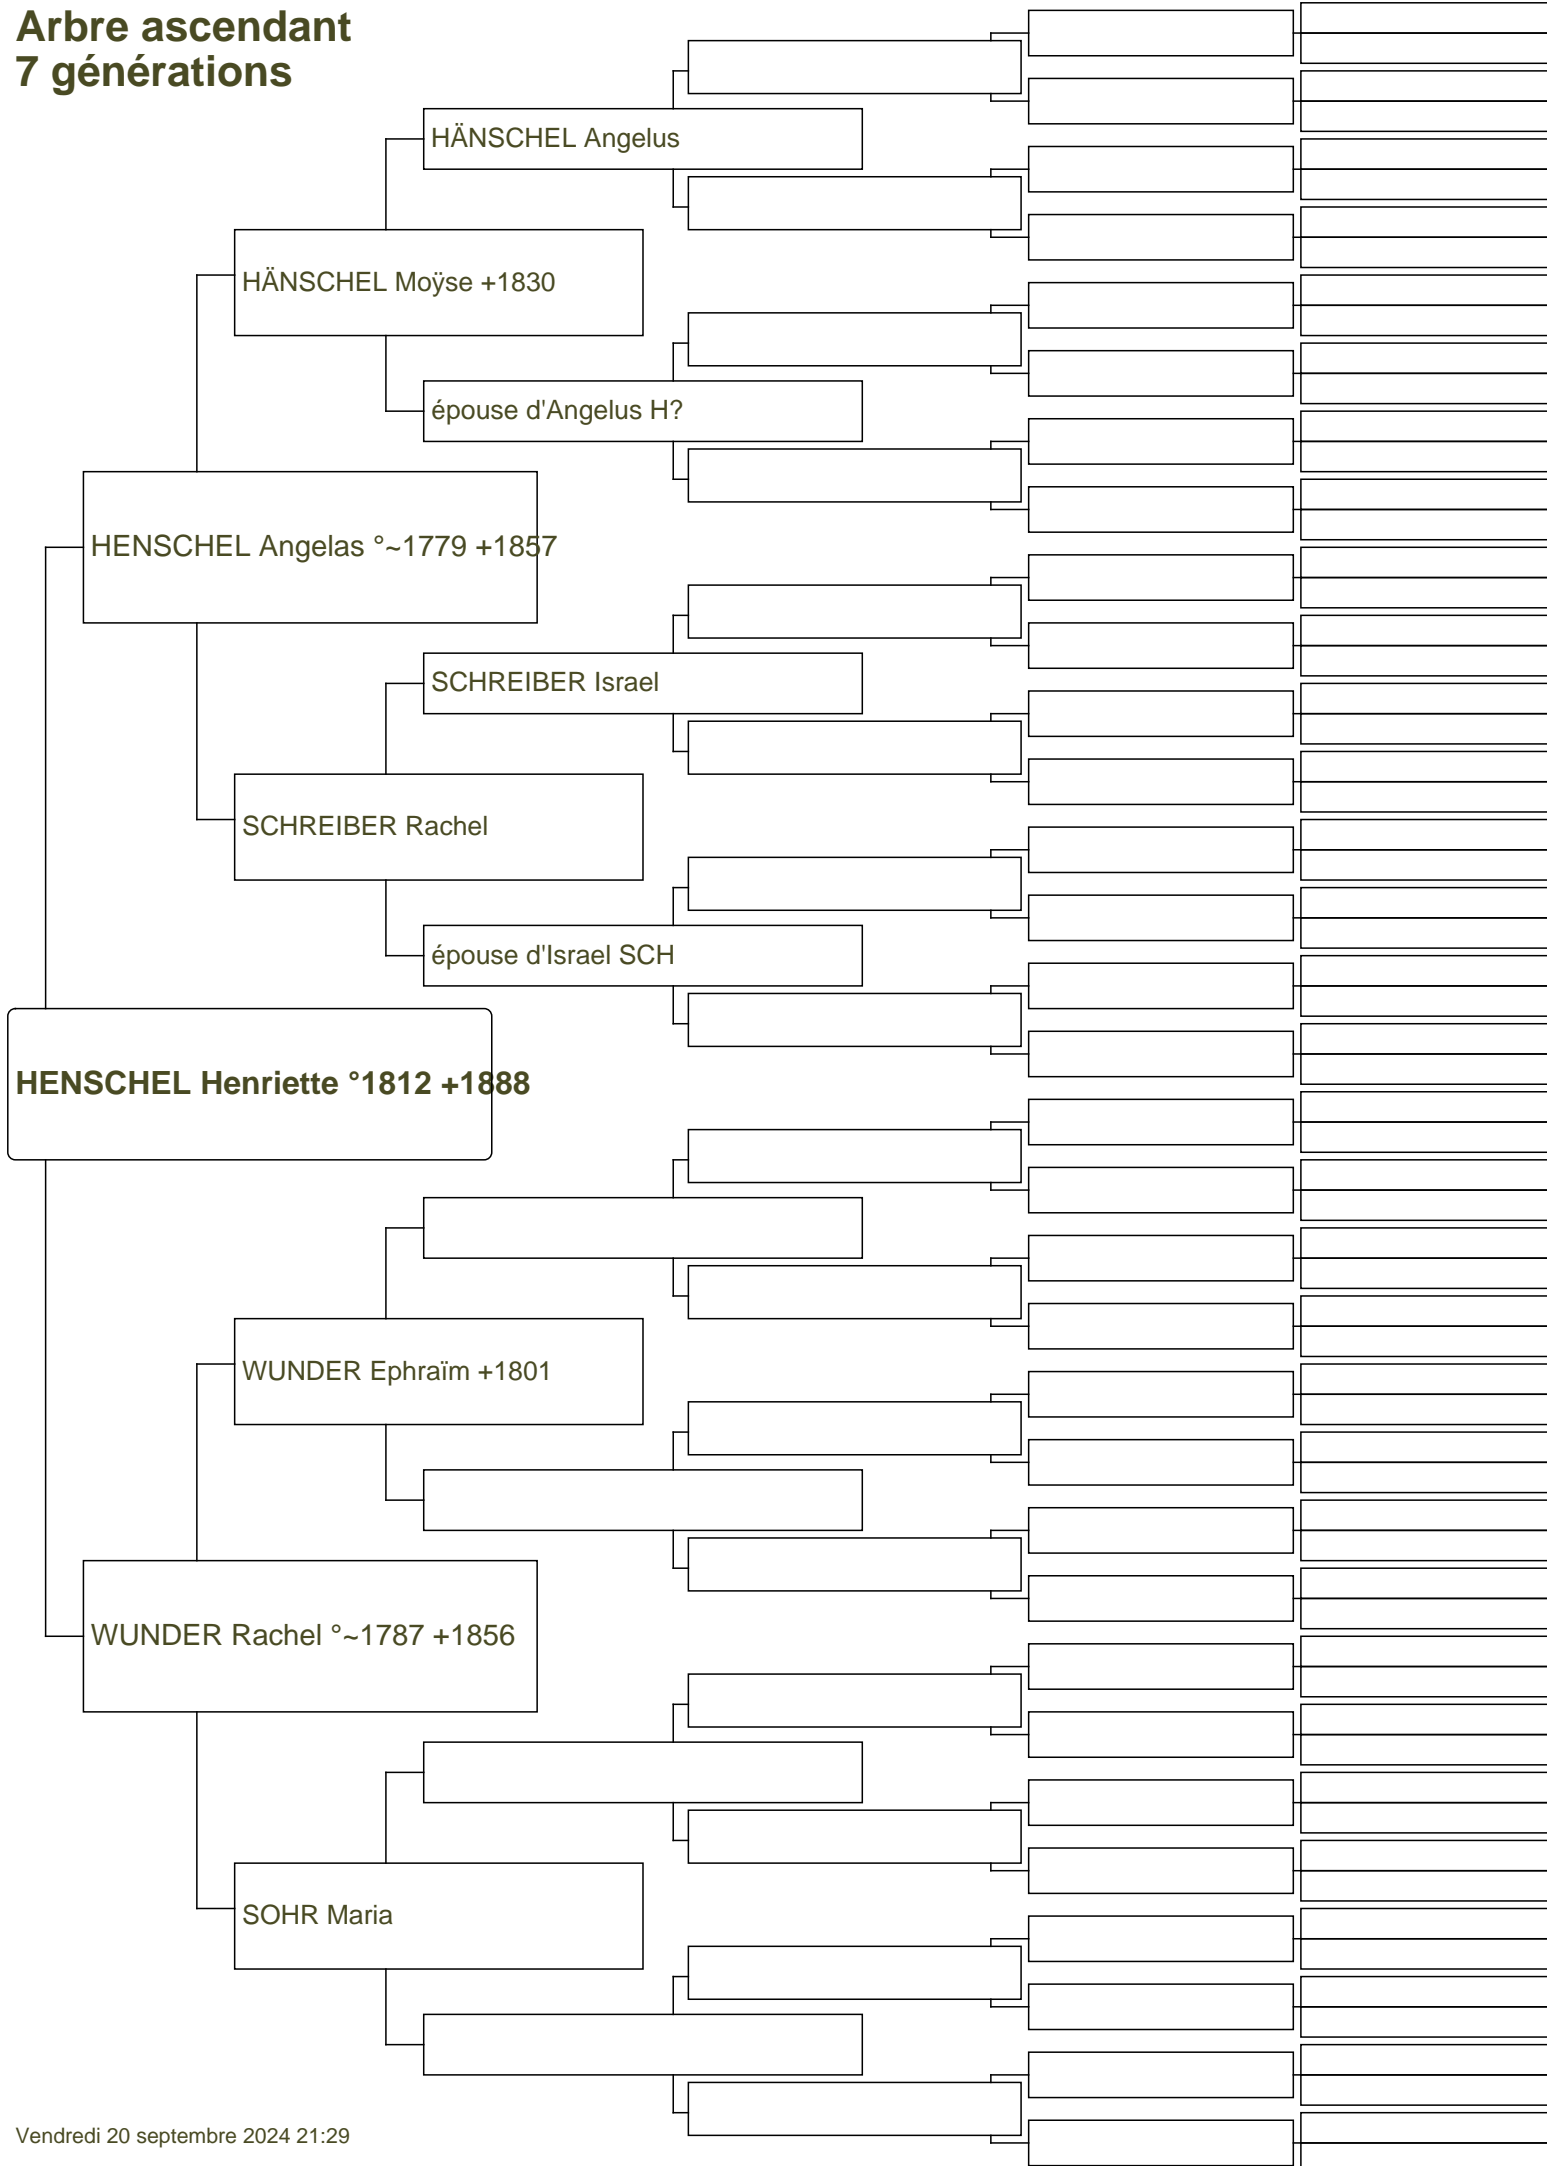 Arbre ascendant
7 générations
HÄNSCHEL Angelus
HÄNSCHEL Moÿse +1830
épouse d'Angelus H?
HENSCHEL Angelas °~1779 +1857
SCHREIBER Israel
SCHREIBER Rachel
épouse d'Israel SCH
HENSCHEL Henriette °1812 +1888
WUNDER Ephraïm +1801
WUNDER Rachel °~1787 +1856
SOHR Maria
Vendredi 20 septembre 2024 21:29